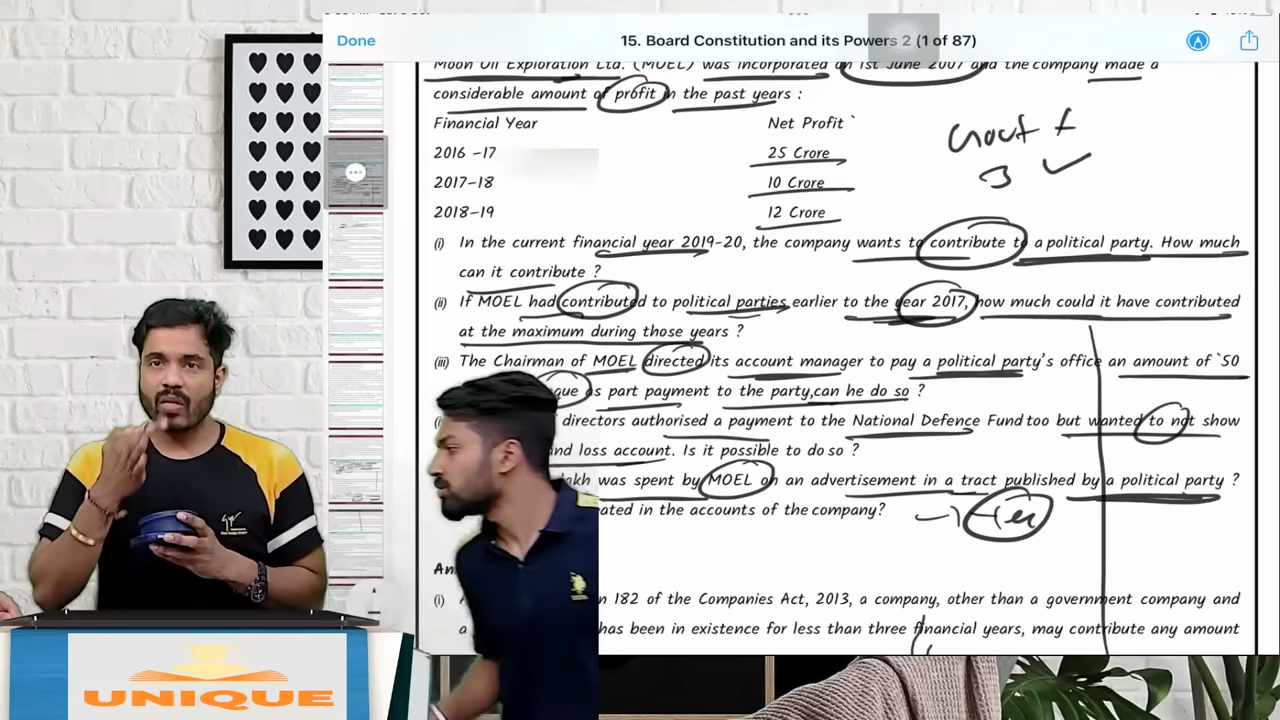 Done
15. Board Constitution and its Powers 2 (1 of 87)
Moon Oil Exploration Ltd. (MOEL) was incorporated on 1st June 2007 and the company made a
considerable amount of profit in the past years :
Financial Year Net Profit`
2016 -17 25 Crore
2017-18 10 Crore
2018-19 12 Crore
Govt x
3 ✓
(i) In the current financial year 2019-20, the company wants to contribute to a political party. How much
can it contribute ?
(ii) If MOEL had contributed to political parties earlier to the year 2017, how much could it have contributed
at the maximum during those years ?
(iii) The Chairman of MOEL directed its account manager to pay a political party's office an amount of `50
que as part payment to the party,can he do so ?
directors authorised a payment to the National Defence Fund too but wanted to not show
nd loss account. Is it possible to do so ?
lakh was spent by MOEL on an advertisement in a tract published by a political party ?
ated in the accounts of the company?
An
(i) n 182 of the Companies Act, 2013, a company, other than a government company and
a has been in existence for less than three financial years, may contribute any amount
UNIQUE